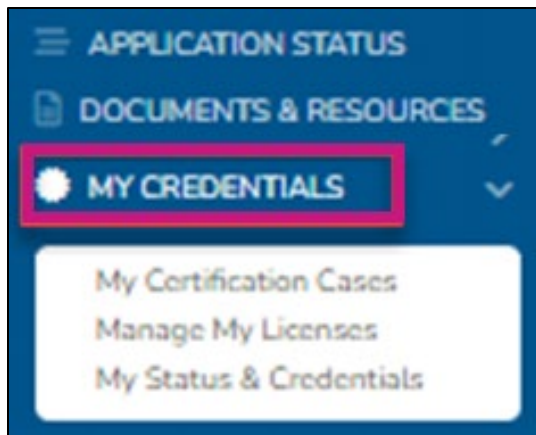 APPLICATION STATUS
DOCUMENTS & RESOURCES
MY CREDENTIALS
My Certification Cases
Manage My Licenses
My Status & Credentials